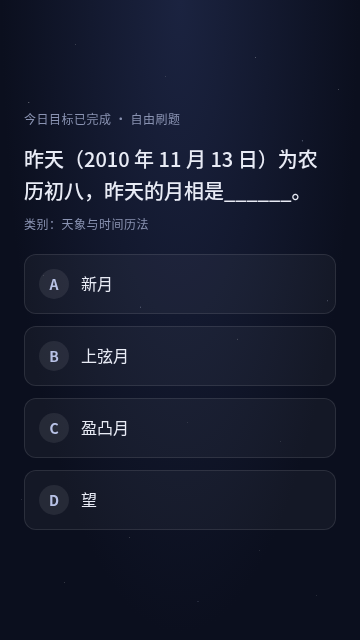 今日目标已完成 · 自由刷题
昨天（2010 年 11 月 13 日）为农
历初八，昨天的月相是______。
类别：天象与时间历法
A 新月
B 上弦月
C 盈凸月
D 望